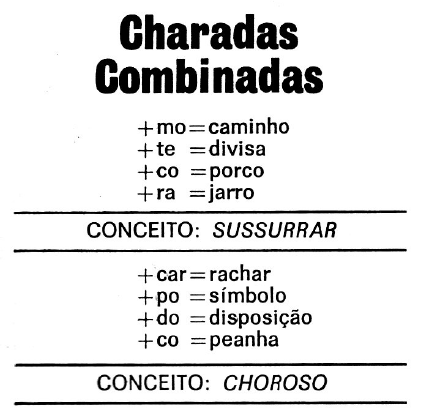 Charadas
Combinadas
+mo=caminho
+te =divisa
+co =porco
+ra =jarro
CONCEITO: SUSSURRAR
+car=rachar
+po =símbolo
+do =disposição
+co =peanha
CONCEITO: CHOROSO